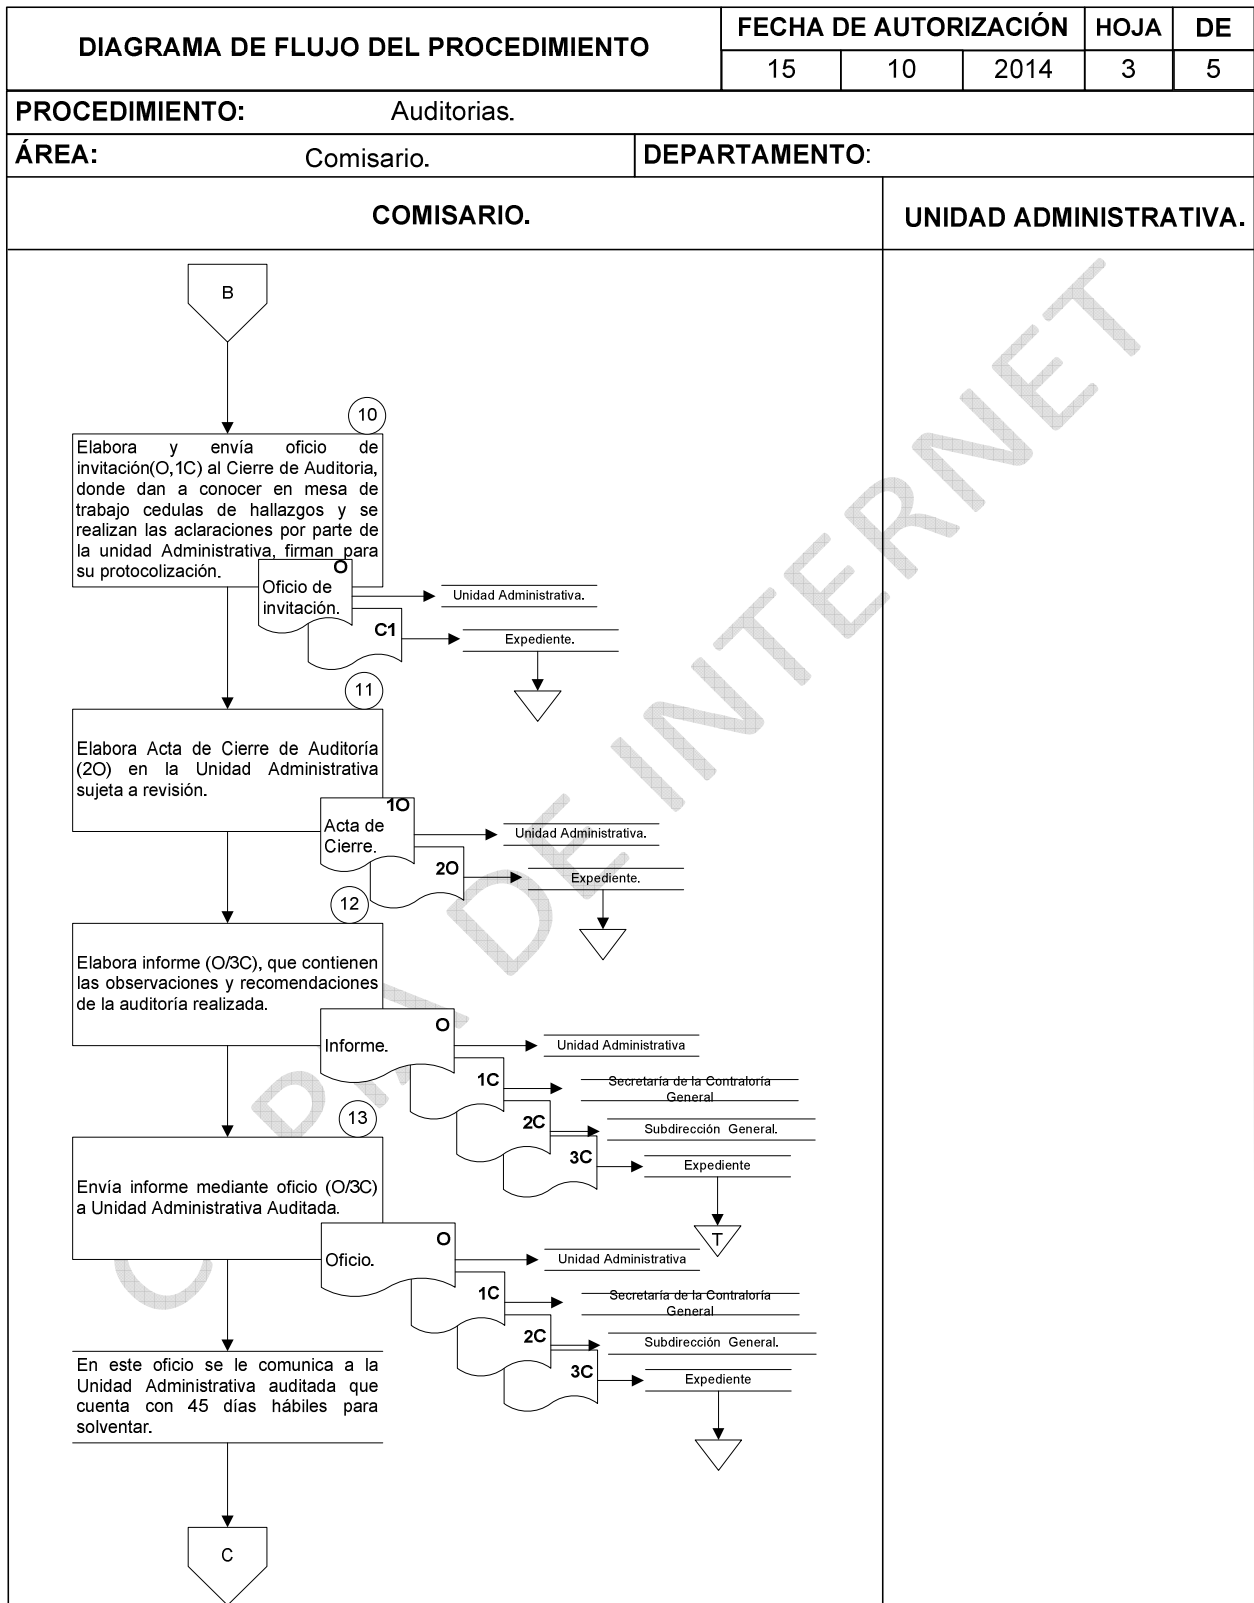 DIAGRAMA DE FLUJO DEL PROCEDIMIENTO
FECHA DE AUTORIZACIÓN
HOJA
DE
15
10
2014
3
5
PROCEDIMIENTO: Auditorias.
ÁREA: Comisario.
DEPARTAMENTO:
COMISARIO.
UNIDAD ADMINISTRATIVA.
B
10
Elabora y envía oficio de
invitación(O,1C) al Cierre de Auditoria,
donde dan a conocer en mesa de
trabajo cedulas de hallazgos y se
realizan las aclaraciones por parte de
la unidad Administrativa, firman para
su protocolización.
O
Oficio de
invitación.
Unidad Administrativa.
C1
Expediente.
11
Elabora Acta de Cierre de Auditoría
(2O) en la Unidad Administrativa
sujeta a revisión.
1O
Acta de
Cierre.
Unidad Administrativa.
2O
Expediente.
12
Elabora informe (O/3C), que contienen
las observaciones y recomendaciones
de la auditoría realizada.
O
Informe.
Unidad Administrativa
1C
Secretaría de la Contraloría
General
2C
Subdirección General.
3C
Expediente
T
13
Envía informe mediante oficio (O/3C)
a Unidad Administrativa Auditada.
O
Oficio.
Unidad Administrativa
1C
Secretaría de la Contraloría
General
2C
Subdirección General.
3C
Expediente
En este oficio se le comunica a la
Unidad Administrativa auditada que
cuenta con 45 días hábiles para
solventar.
C
COPIA DE INTERNET